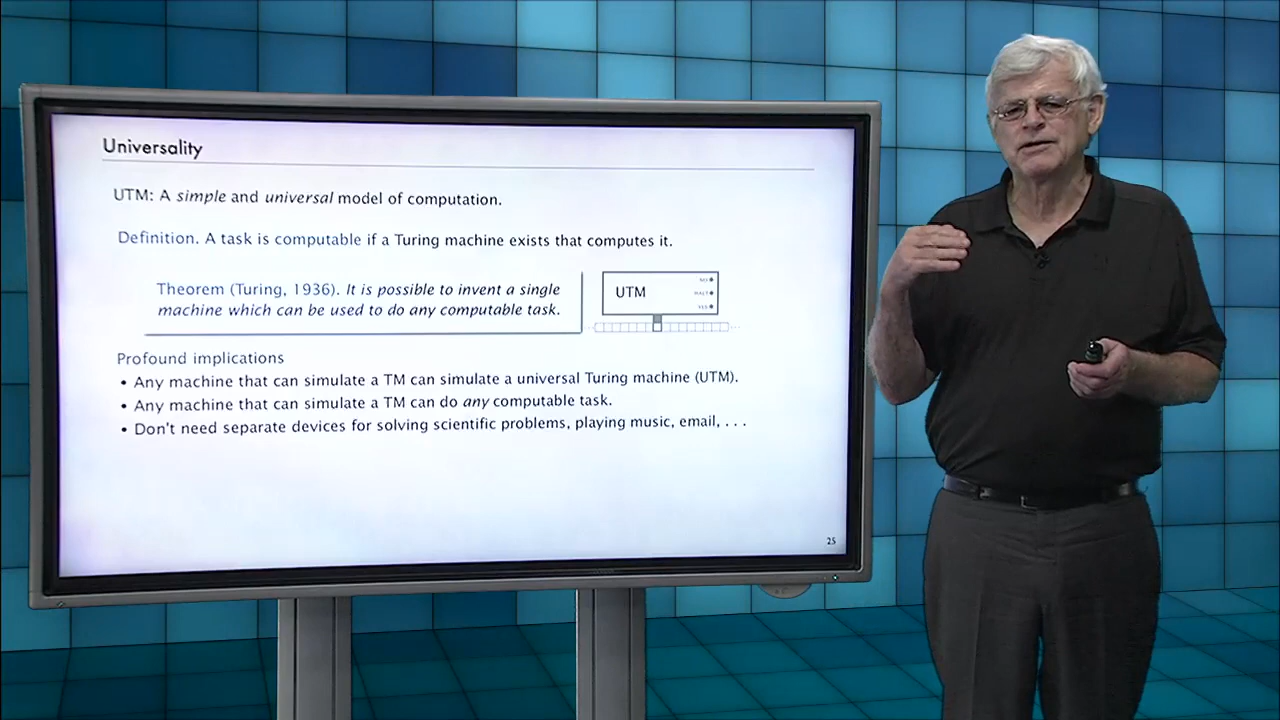 Universality
UTM: A simple and universal model of computation.
Definition. A task is computable if a Turing machine exists that computes it.
Theorem (Turing, 1936). It is possible to invent a single
machine which can be used to do any computable task.
UTM
NO
HALT
YES
Profound implications
• Any machine that can simulate a TM can simulate a universal Turing machine (UTM).
• Any machine that can simulate a TM can do any computable task.
• Don't need separate devices for solving scientific problems, playing music, email, . . .
25